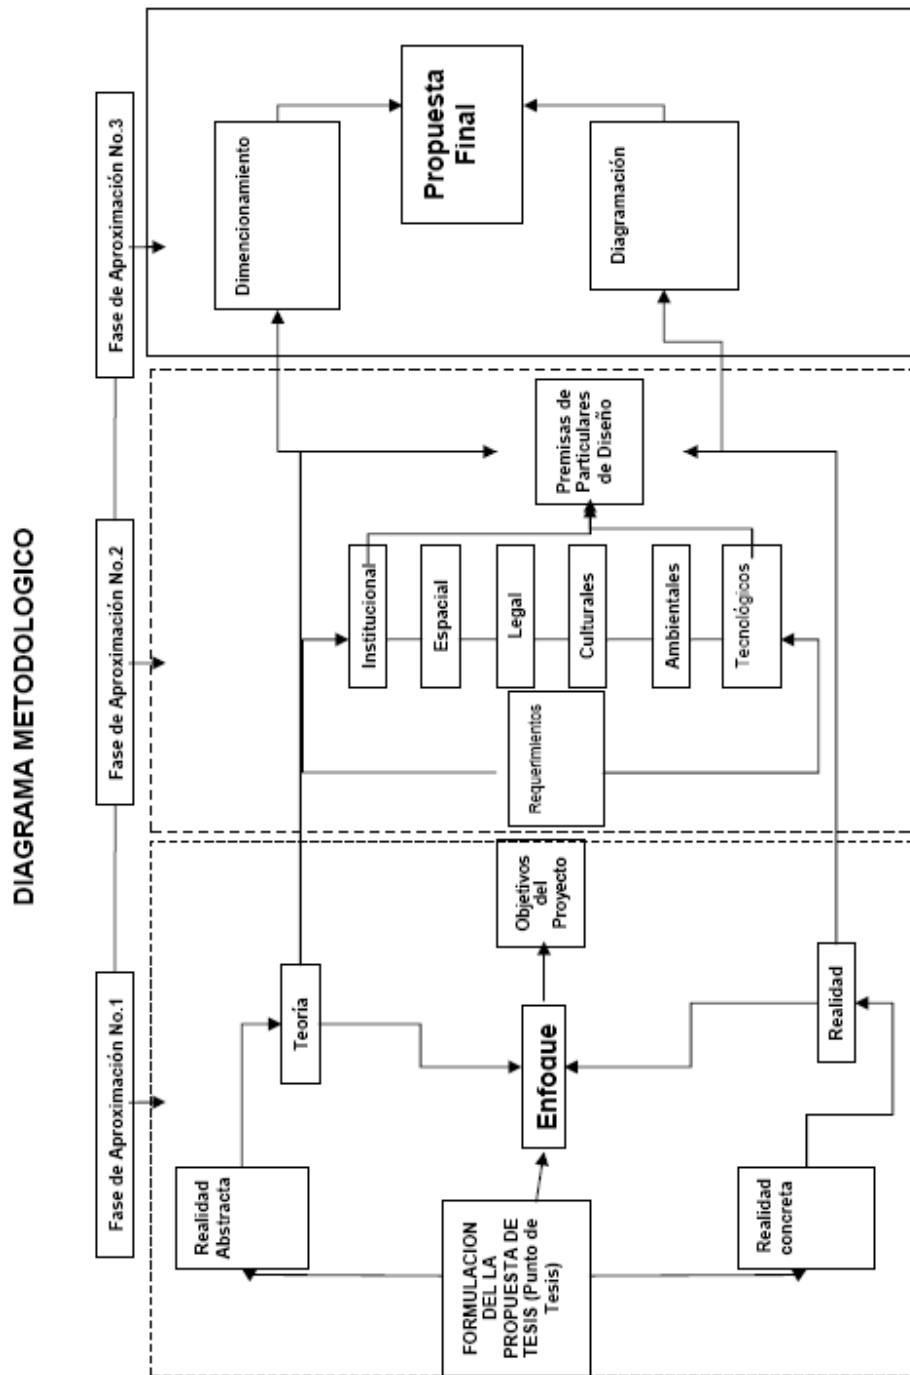 DIAGRAMA METODOLOGICO
Fase de Aproximación No.1
Fase de Aproximación No.2
Fase de Aproximación No.3
Realidad
Abstracta
Teoría
FORMULACION
DEL LA
PROPUESTA DE
TESIS (Punto de
Tesis)
Enfoque
Objetivos
del
Proyecto
Realidad
concreta
Realidad
Requerimientos
Institucional
Espacial
Legal
Culturales
Ambientales
Tecnológicos
Premisas de
Particulares
de Diseño
Dimencionamiento
Propuesta
Final
Diagramación